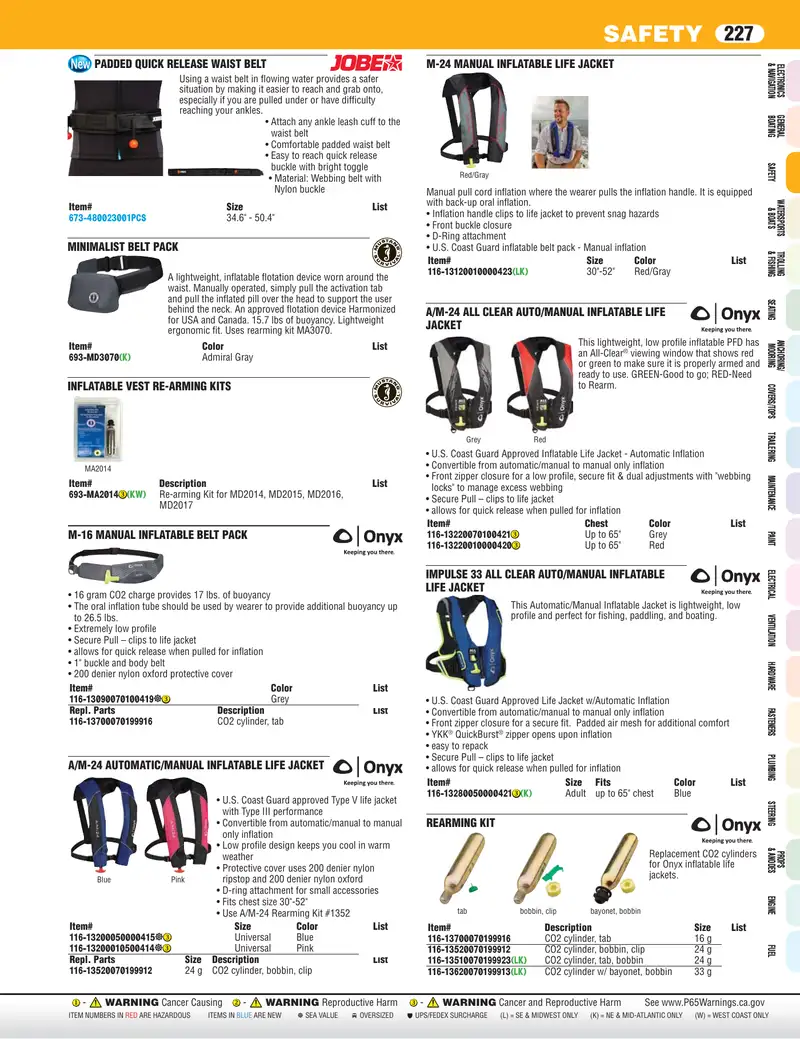 SAFETY 227
New PADDED QUICK RELEASE WAIST BELT
JOBE
Using a waist belt in flowing water provides a safer
situation by making it easier to reach and grab onto,
especially if you are pulled under or have difficulty
reaching your ankles.
• Attach any ankle leash cuff to the
waist belt
• Comfortable padded waist belt
• Easy to reach quick release
buckle with bright toggle
• Material: Webbing belt with
Nylon buckle
Item# Size List
673-480023001PCS 34.6" - 50.4"
MINIMALIST BELT PACK
MUSTANG SURVIVAL
A lightweight, inflatable flotation device worn around the
waist. Manually operated, simply pull the activation tab
and pull the inflated pill over the head to support the user
behind the neck. An approved flotation device Harmonized
for USA and Canada. 15.7 lbs of buoyancy. Lightweight
ergonomic fit. Uses rearming kit MA3070.
Item# Color List
693-MD3070(K) Admiral Gray
INFLATABLE VEST RE-ARMING KITS
MUSTANG SURVIVAL
MA2014
Item# Description List
693-MA2014 3 (KW) Re-arming Kit for MD2014, MD2015, MD2016,
MD2017
M-16 MANUAL INFLATABLE BELT PACK
Onyx
Keeping you there.
• 16 gram CO2 charge provides 17 lbs. of buoyancy
• The oral inflation tube should be used by wearer to provide additional buoyancy up
to 26.5 lbs.
• Extremely low profile
• Secure Pull – clips to life jacket
• allows for quick release when pulled for inflation
• 1" buckle and body belt
• 200 denier nylon oxford protective cover
Item# Color List
116-13090070100419 3 Grey
Repl. Parts Description List
116-13700070199916 CO2 cylinder, tab
A/M-24 AUTOMATIC/MANUAL INFLATABLE LIFE JACKET
Onyx
Keeping you there.
Blue Pink
• U.S. Coast Guard approved Type V life jacket
with Type III performance
• Convertible from automatic/manual to manual
only inflation
• Low profile design keeps you cool in warm
weather
• Protective cover uses 200 denier nylon
ripstop and 200 denier nylon oxford
• D-ring attachment for small accessories
• Fits chest size 30"-52"
• Use A/M-24 Rearming Kit #1352
Item# Size Color List
116-13200050000415 3 Universal Blue
116-13200010500414 3 Universal Pink
Repl. Parts Size Description List
116-13520070199912 24 g CO2 cylinder, bobbin, clip
M-24 MANUAL INFLATABLE LIFE JACKET
Red/Gray
Manual pull cord inflation where the wearer pulls the inflation handle. It is equipped
with back-up oral inflation.
• Inflation handle clips to life jacket to prevent snag hazards
• Front buckle closure
• D-Ring attachment
• U.S. Coast Guard inflatable belt pack - Manual inflation
Item# Size Color List
116-13120010000423(LK) 30"-52" Red/Gray
A/M-24 ALL CLEAR AUTO/MANUAL INFLATABLE LIFE
JACKET
Onyx
Keeping you there.
This lightweight, low profile inflatable PFD has
an All-Clear® viewing window that shows red
or green to make sure it is properly armed and
ready to use. GREEN-Good to go; RED-Need
to Rearm.
Grey Red
• U.S. Coast Guard Approved Inflatable Life Jacket - Automatic Inflation
• Convertible from automatic/manual to manual only inflation
• Front zipper closure for a low profile, secure fit & dual adjustments with "webbing
locks" to manage excess webbing
• Secure Pull – clips to life jacket
• allows for quick release when pulled for inflation
Item# Chest Color List
116-13220070100421 3 Up to 65" Grey
116-13220010000420 3 Up to 65" Red
IMPULSE 33 ALL CLEAR AUTO/MANUAL INFLATABLE
LIFE JACKET
Onyx
Keeping you there.
This Automatic/Manual Inflatable Jacket is lightweight, low
profile and perfect for fishing, paddling, and boating.
• U.S. Coast Guard Approved Life Jacket w/Automatic Inflation
• Convertible from automatic/manual to manual only inflation
• Front zipper closure for a secure fit. Padded air mesh for additional comfort
• YKK® QuickBurst® zipper opens upon inflation
• easy to repack
• Secure Pull – clips to life jacket
• allows for quick release when pulled for inflation
Item# Size Fits Color List
116-13280050000421 3 (K) Adult up to 65" chest Blue
REARMING KIT
Onyx
Keeping you there.
Replacement CO2 cylinders
for Onyx inflatable life
jackets.
tab bobbin, clip bayonet, bobbin
Item# Description Size List
116-13700070199916 CO2 cylinder, tab 16 g
116-13520070199912 CO2 cylinder, bobbin, clip 24 g
116-13510070199923(LK) CO2 cylinder, tab, bobbin 24 g
116-13620070199913(LK) CO2 cylinder w/ bayonet, bobbin 33 g
ELECTRONICS
& NAVIGATION
GENERAL
BOATING
SAFETY
WATERSPORTS
& BOATS
TROLLING
& FISHING
SEATING
ANCHORING/
MOORING
COVERS/TOPS
TRAILERING
MAINTENANCE
PAINT
ELECTRICAL
VENTILATION
HARDWARE
FASTENERS
PLUMBING
STEERING
PROPS
& ANODES
ENGINE
FUEL
1 - WARNING Cancer Causing 2 - WARNING Reproductive Harm 3 - WARNING Cancer and Reproductive Harm See www.P65Warnings.ca.gov
ITEM NUMBERS IN RED ARE HAZARDOUS ITEMS IN BLUE ARE NEW SEA VALUE OVERSIZED UPS/FEDEX SURCHARGE (L) = SE & MIDWEST ONLY (K) = NE & MID-ATLANTIC ONLY (W) = WEST COAST ONLY